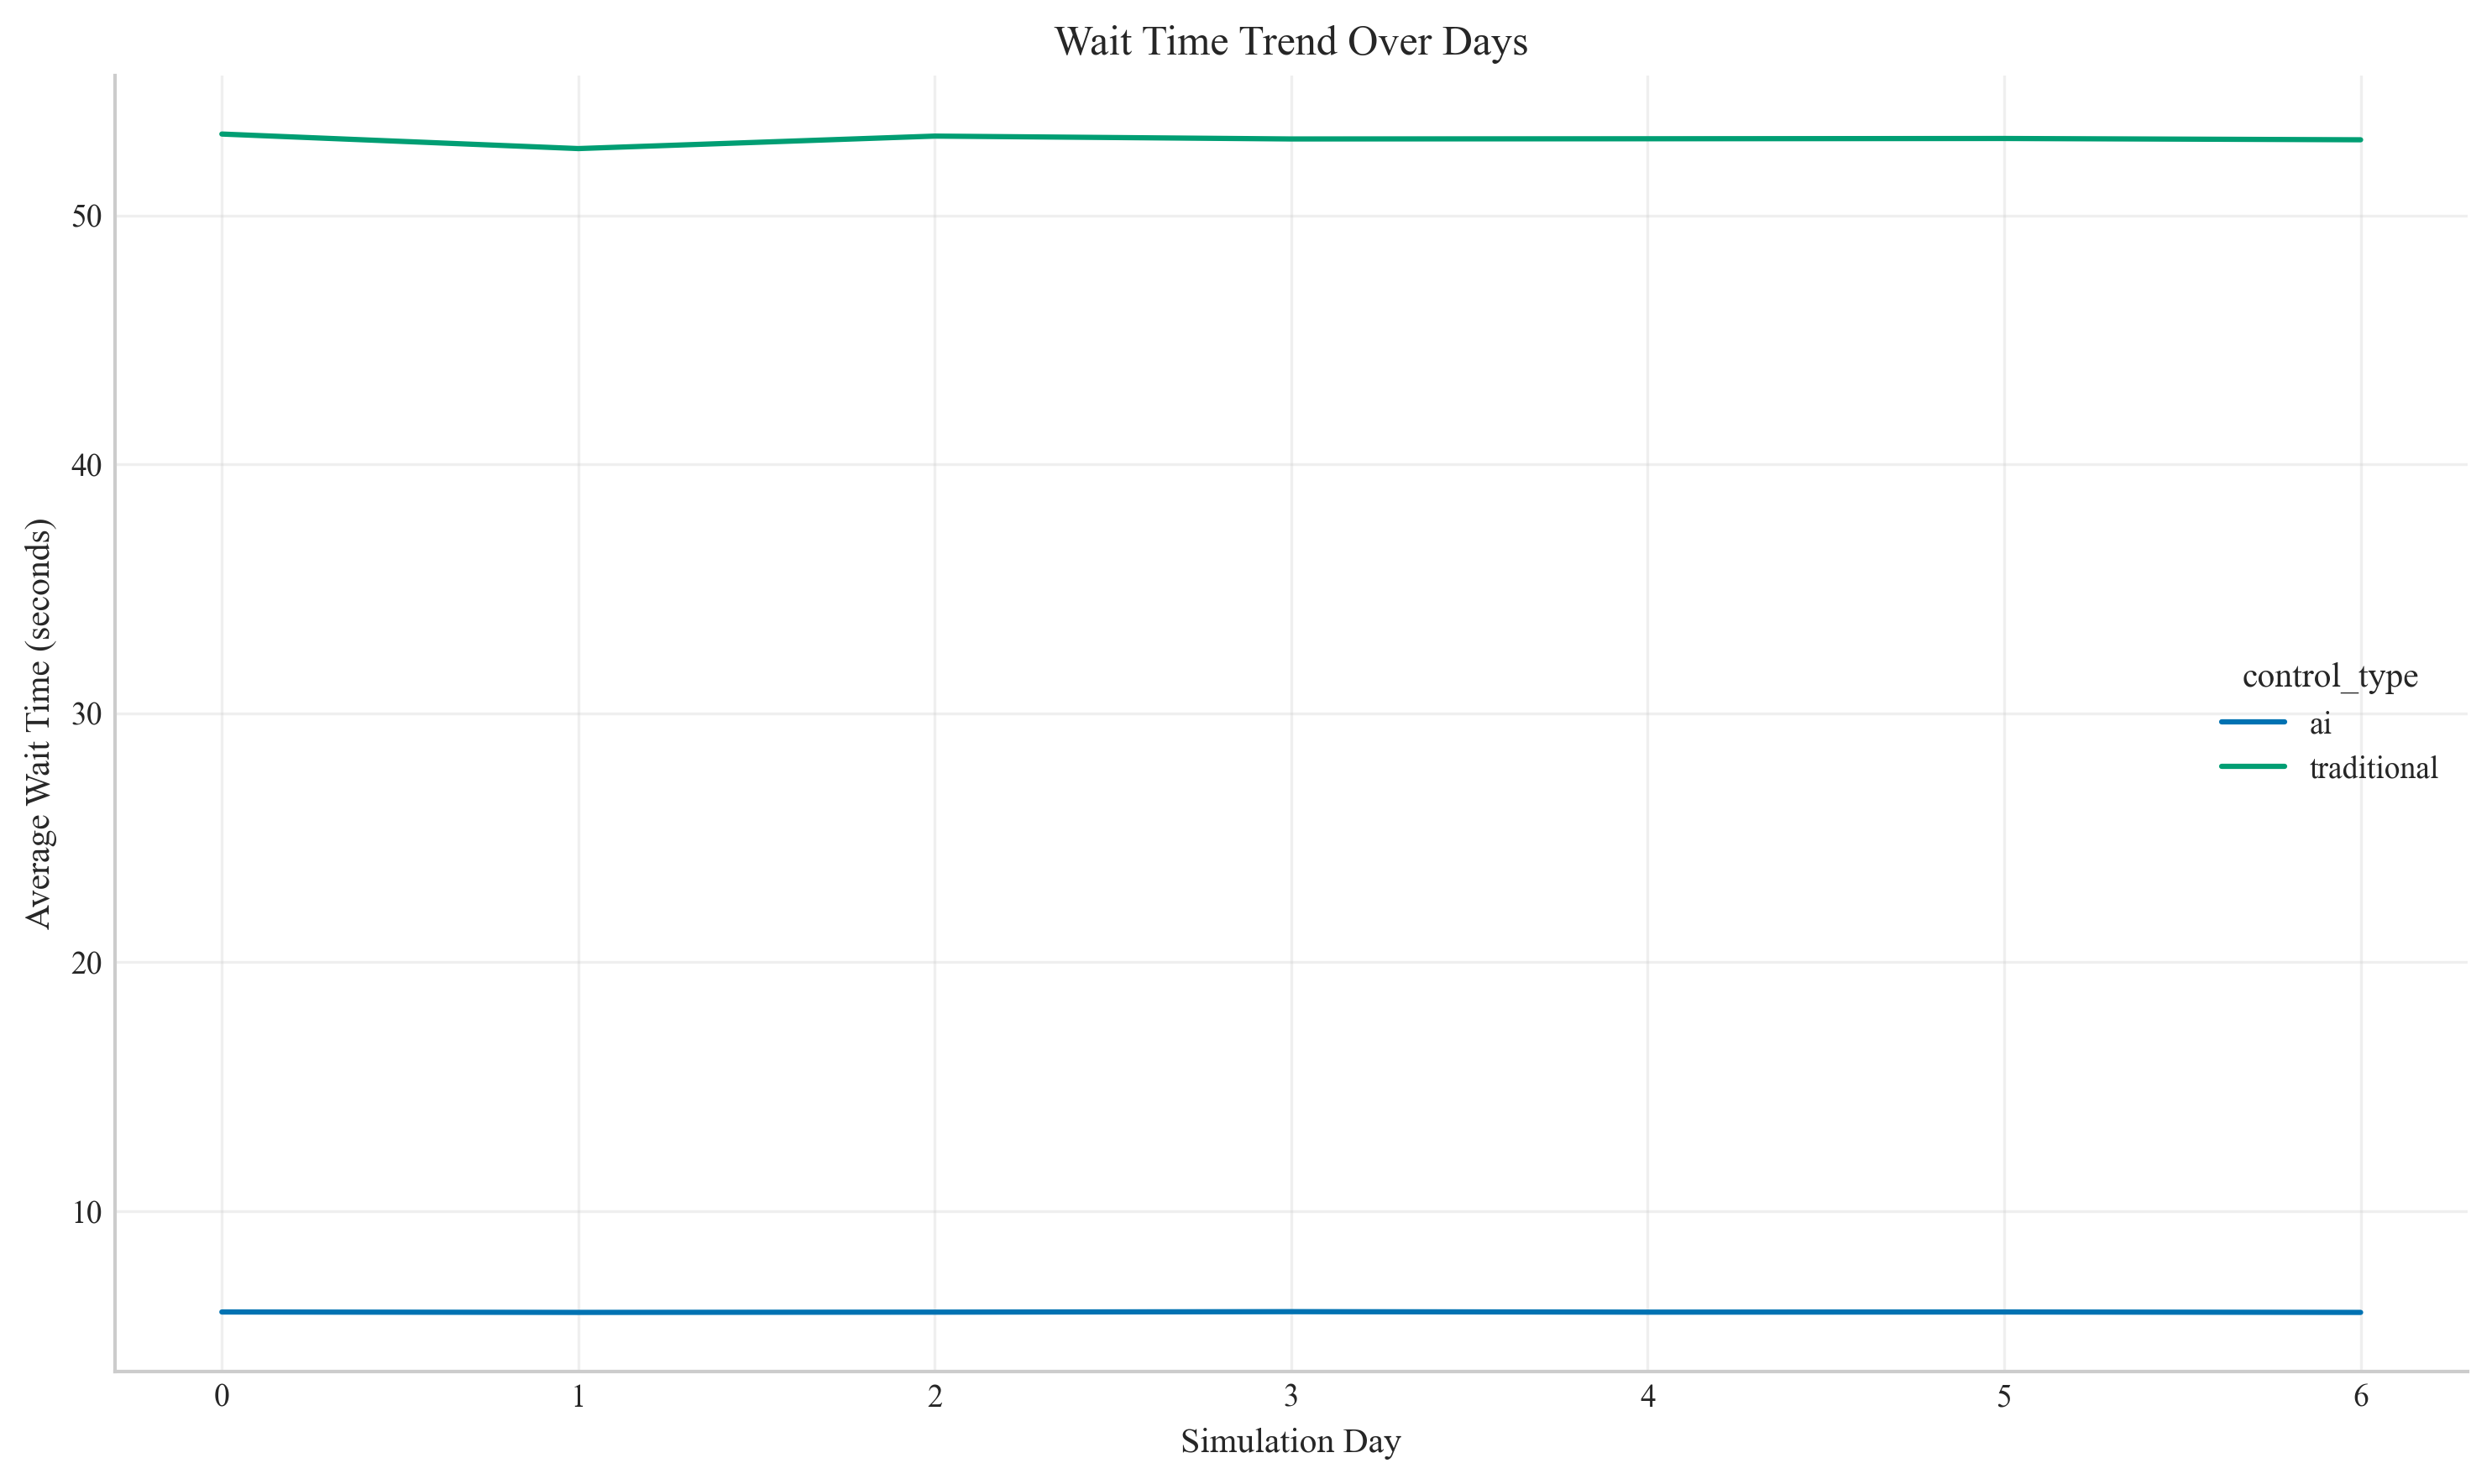 Wait Time Trend Over Days
Average Wait Time (seconds)
50
40
30
20
10
control_type
ai
traditional
0 1 2 3 4 5 6
Simulation Day